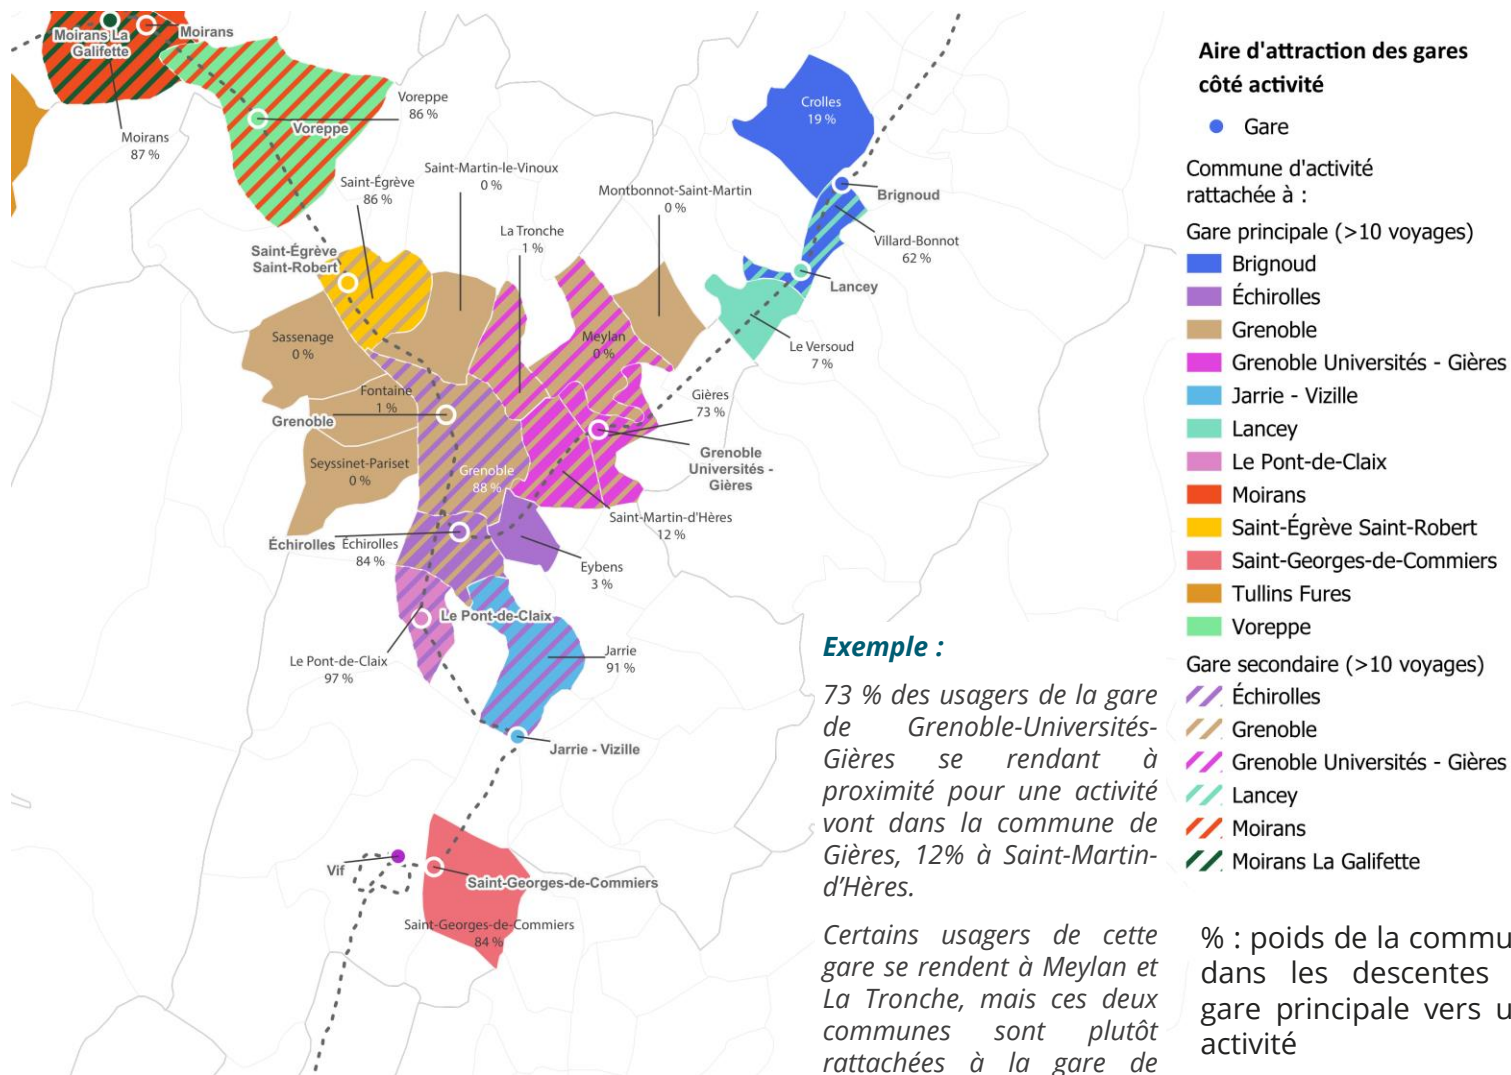 Moirans La
Galifette
Moirans
Moirans
87 %
Voreppe
86 %
Voreppe
Saint-Martin-le-Vinoux
0 %
Saint-Égrève
86 %
Montbonnot-Saint-Martin
0 %
La Tronche
1 %
Crolles
19 %
Brignoud
Villard-Bonnot
62 %
Lancey
Le Versoud
7 %
Saint-Égrève
Saint-Robert
Sassenage
0 %
Meylan
0 %
Fontaine
1 %
Grenoble
Gières
73 %
Grenoble
Universités -
Gières
Seyssinet-Pariset
0 %
Grenoble
88 %
Saint-Martin-d'Hères
12 %
Échirolles
Échirolles
84 %
Eybens
3 %
Le Pont-de-Claix
Le Pont-de-Claix
97 %
Jarrie
91 %
Jarrie - Vizille
Vif
Saint-Georges-de-Commiers
Saint-Georges-de-Commiers
84 %
Exemple :
73 % des usagers de la gare
de Grenoble-Universités-
Gières se rendant à
proximité pour une activité
vont dans la commune de
Gières, 12% à Saint-Martin-
d’Hères.
Certains usagers de cette
gare se rendent à Meylan et
La Tronche, mais ces deux
communes sont plutôt
rattachées à la gare de
Aire d'attraction des gares
côté activité
Gare
Commune d'activité
rattachée à :
Gare principale (>10 voyages)
Brignoud
Échirolles
Grenoble
Grenoble Universités - Gières
Jarrie - Vizille
Lancey
Le Pont-de-Claix
Moirans
Saint-Égrève Saint-Robert
Saint-Georges-de-Commiers
Tullins Fures
Voreppe
Gare secondaire (>10 voyages)
Échirolles
Grenoble
Grenoble Universités - Gières
Lancey
Moirans
Moirans La Galifette
% : poids de la commu
dans les descentes
gare principale vers u
activité